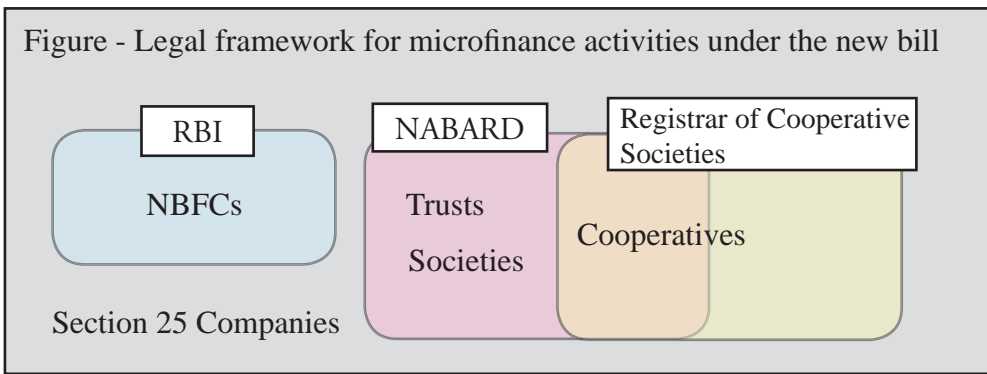 Figure - Legal framework for microfinance activities under the new bill
RBI
NBFCs
Section 25 Companies
NABARD
Trusts
Societies
Registrar of Cooperative
Societies
Cooperatives